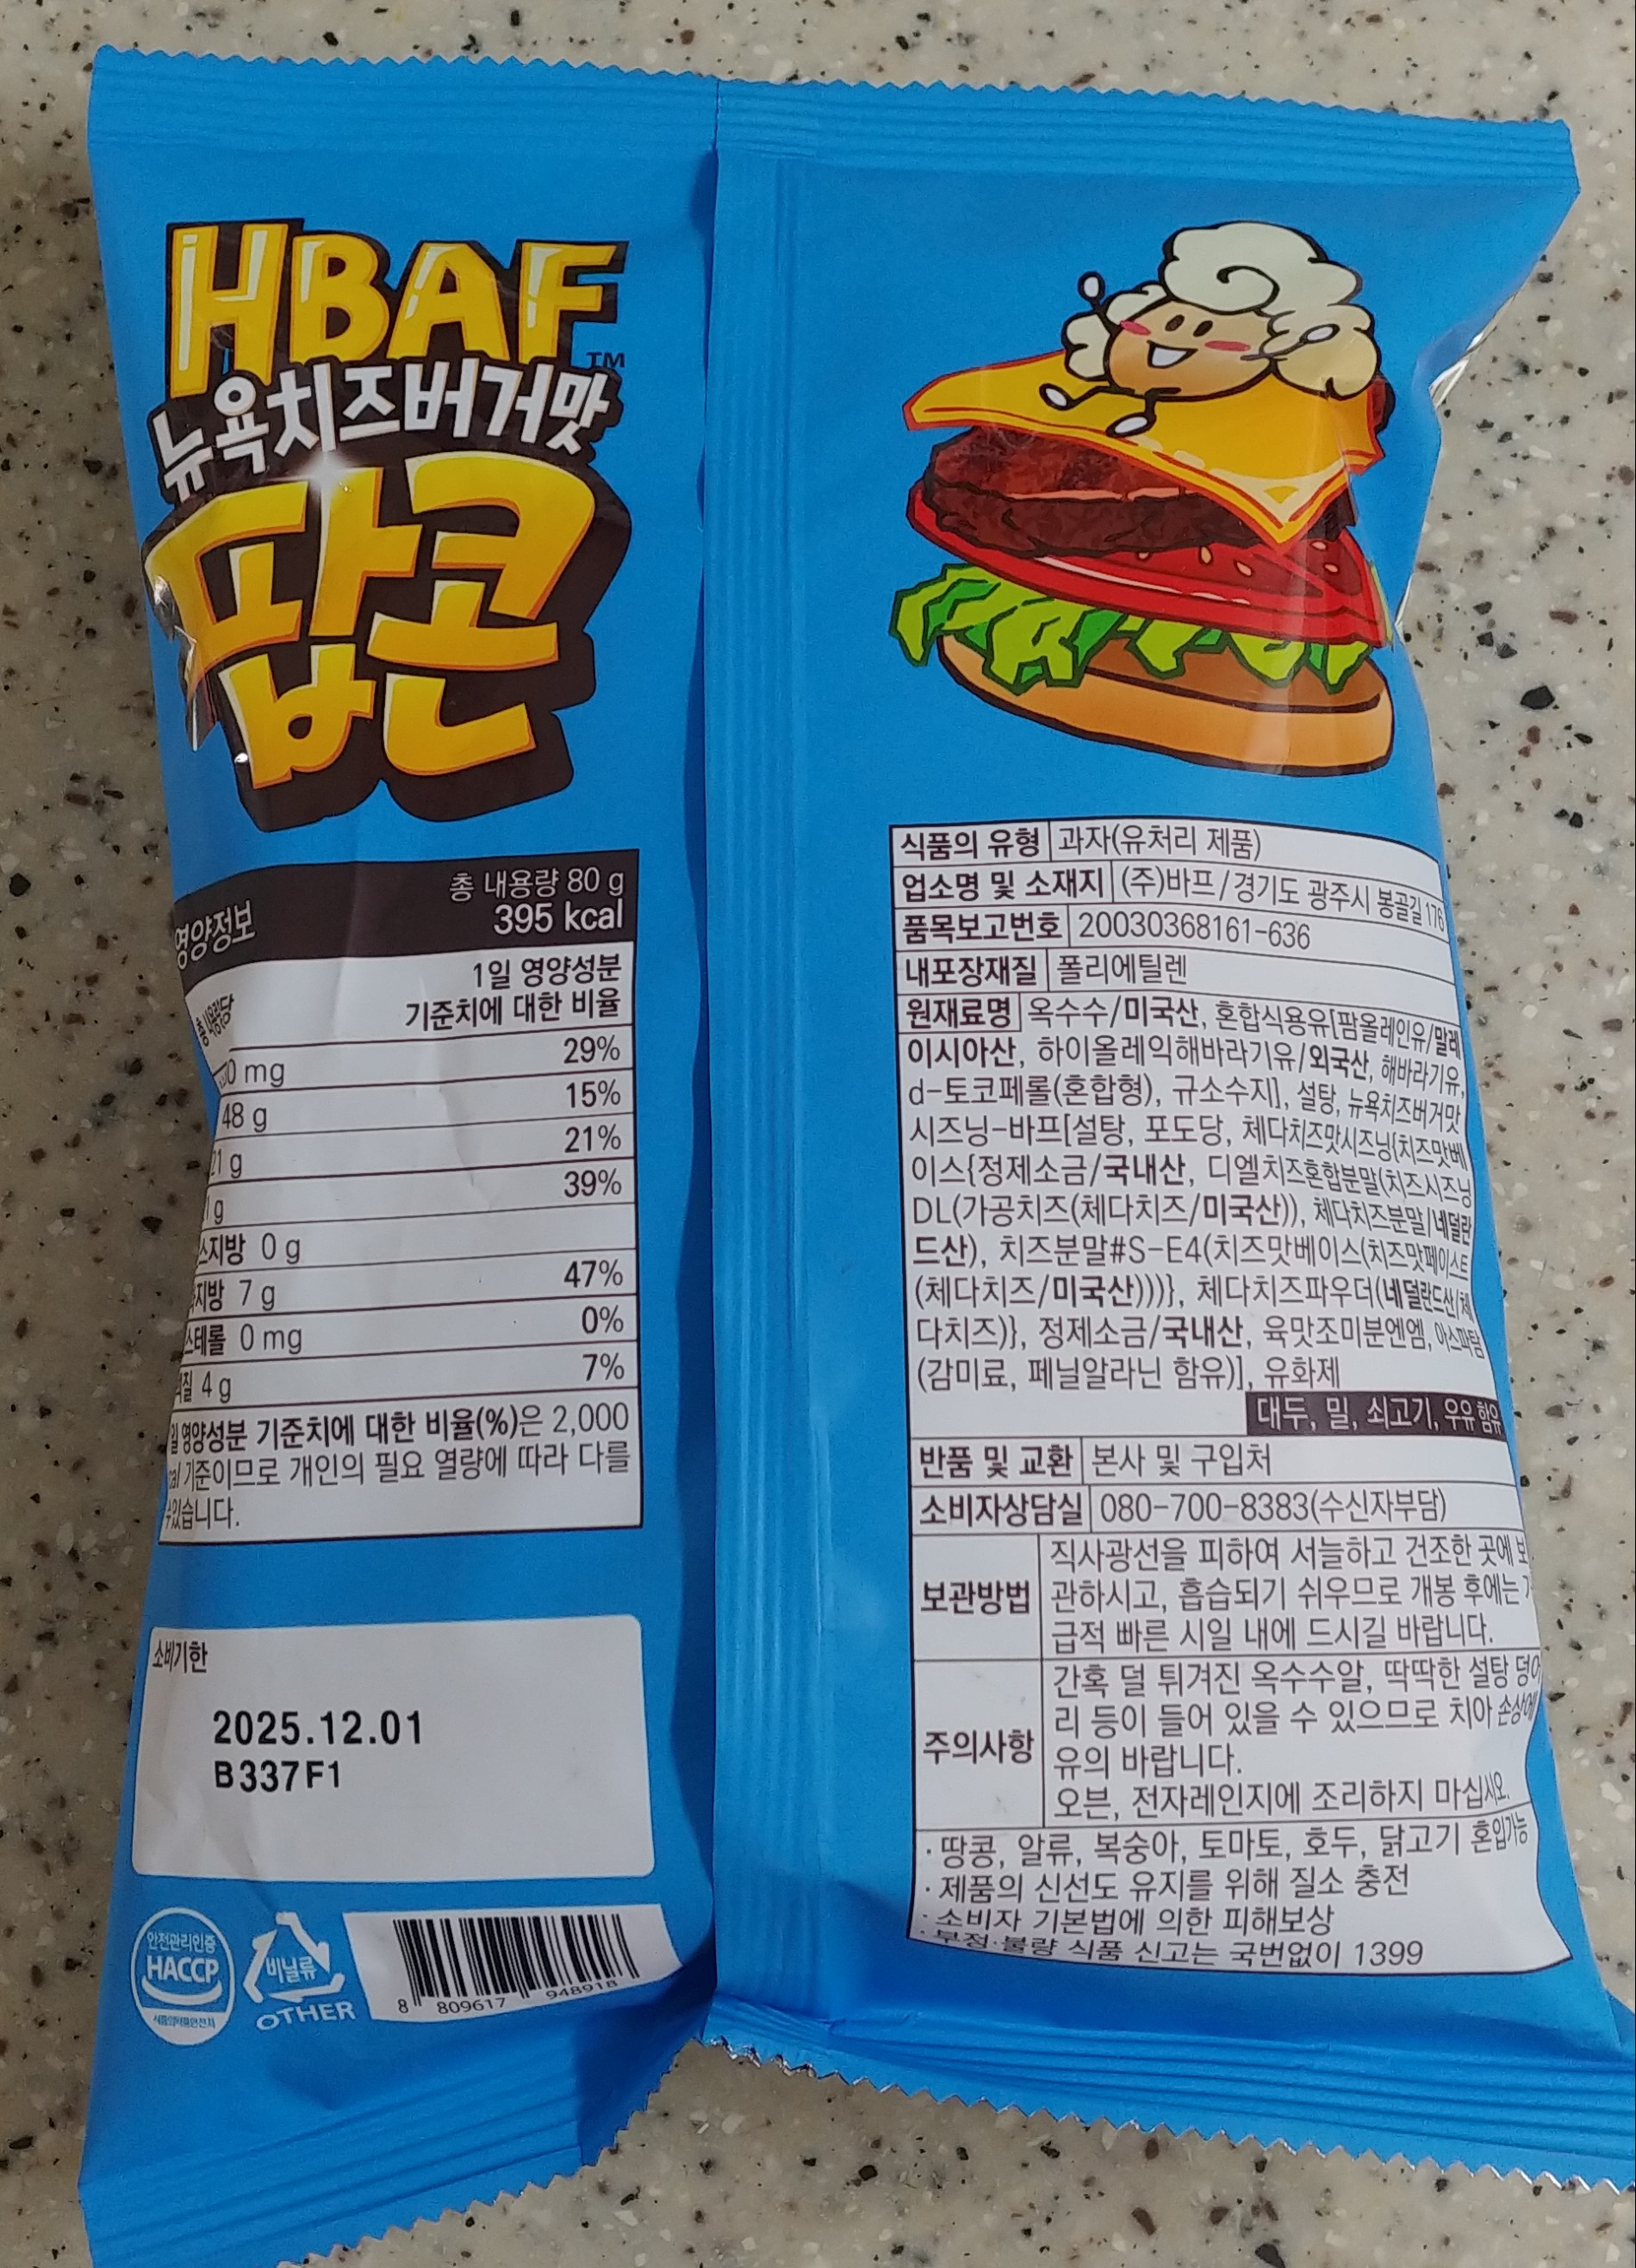 HBAF
TM
뉴욕치즈버거맛
팝콘
영양정보
총 내용량 80 g
395 kcal
1일 영양성분
기준치에 대한 비율
mg 29%
48 g 15%
21 g 21%
g 39%
지방 0 g
지방 7 g 47%
스테롤 0 mg 0%
질 4 g 7%
일 영양성분 기준치에 대한 비율(%)은 2,000
기준이므로 개인의 필요 열량에 따라 다를
수있습니다.
소비기한
2025.12.01
B337F1
안전관리인증
HACCP
비닐류
OTHER
8 809617 948918
식품의 유형 과자(유처리 제품)
업소명 및 소재지 (주)바프/경기도 광주시 봉골길 176
품목보고번호 20030368161-636
내포장재질 폴리에틸렌
원재료명 옥수수/미국산, 혼합식용유[팜올레인유/말레
이시아산, 하이올레익해바라기유/외국산, 해바라기유,
d-토코페롤(혼합형), 규소수지], 설탕, 뉴욕치즈버거맛
시즈닝-바프[설탕, 포도당, 체다치즈맛시즈닝{치즈맛베
이스{정제소금/국내산, 디엘치즈혼합분말(치즈시즈닝
DL(가공치즈(체다치즈/미국산)), 체다치즈분말/네덜란
드산), 치즈분말#S-E4(치즈맛베이스(치즈맛페이스트
(체다치즈/미국산)))}, 체다치즈파우더(네덜란드산/체
다치즈)}, 정제소금/국내산, 육맛조미분엔엠, 아스파탐
(감미료, 페닐알라닌 함유)], 유화제
대두, 밀, 쇠고기, 우유 함유
반품 및 교환 본사 및 구입처
소비자상담실 080-700-8383(수신자부담)
보관방법 직사광선을 피하여 서늘하고 건조한 곳에 보
관하시고, 흡습되기 쉬우므로 개봉 후에는
급적 빠른 시일 내에 드시길 바랍니다.
주의사항 간혹 덜 튀겨진 옥수수알, 딱딱한 설탕 덩어
리 등이 들어 있을 수 있으므로 치아 손상에
유의 바랍니다.
오븐, 전자레인지에 조리하지 마십시오.
· 땅콩, 알류, 복숭아, 토마토, 호두, 닭고기 혼입가능
· 제품의 신선도 유지를 위해 질소 충전
· 소비자 기본법에 의한 피해보상
· 부정·불량 식품 신고는 국번없이 1399